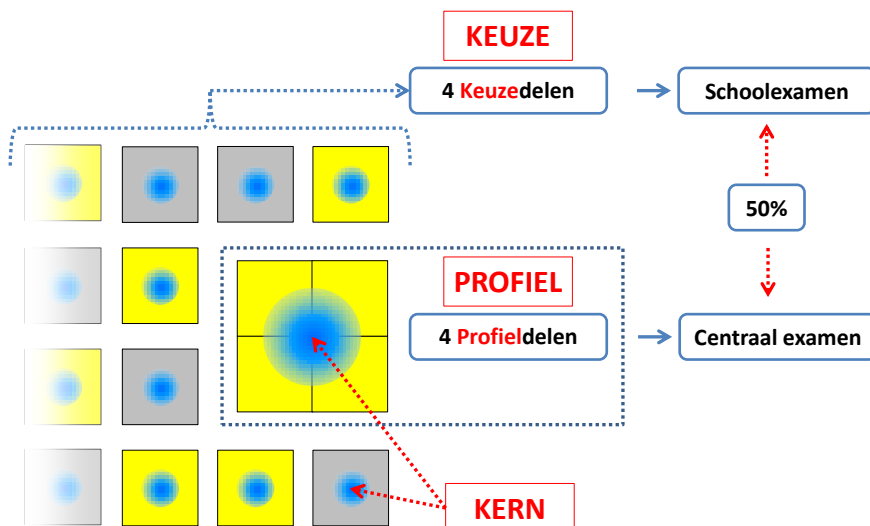 KEUZE
4 Keuzedelen
Schoolexamen
50%
PROFIEL
4 Profieldelen
Centraal examen
KERN